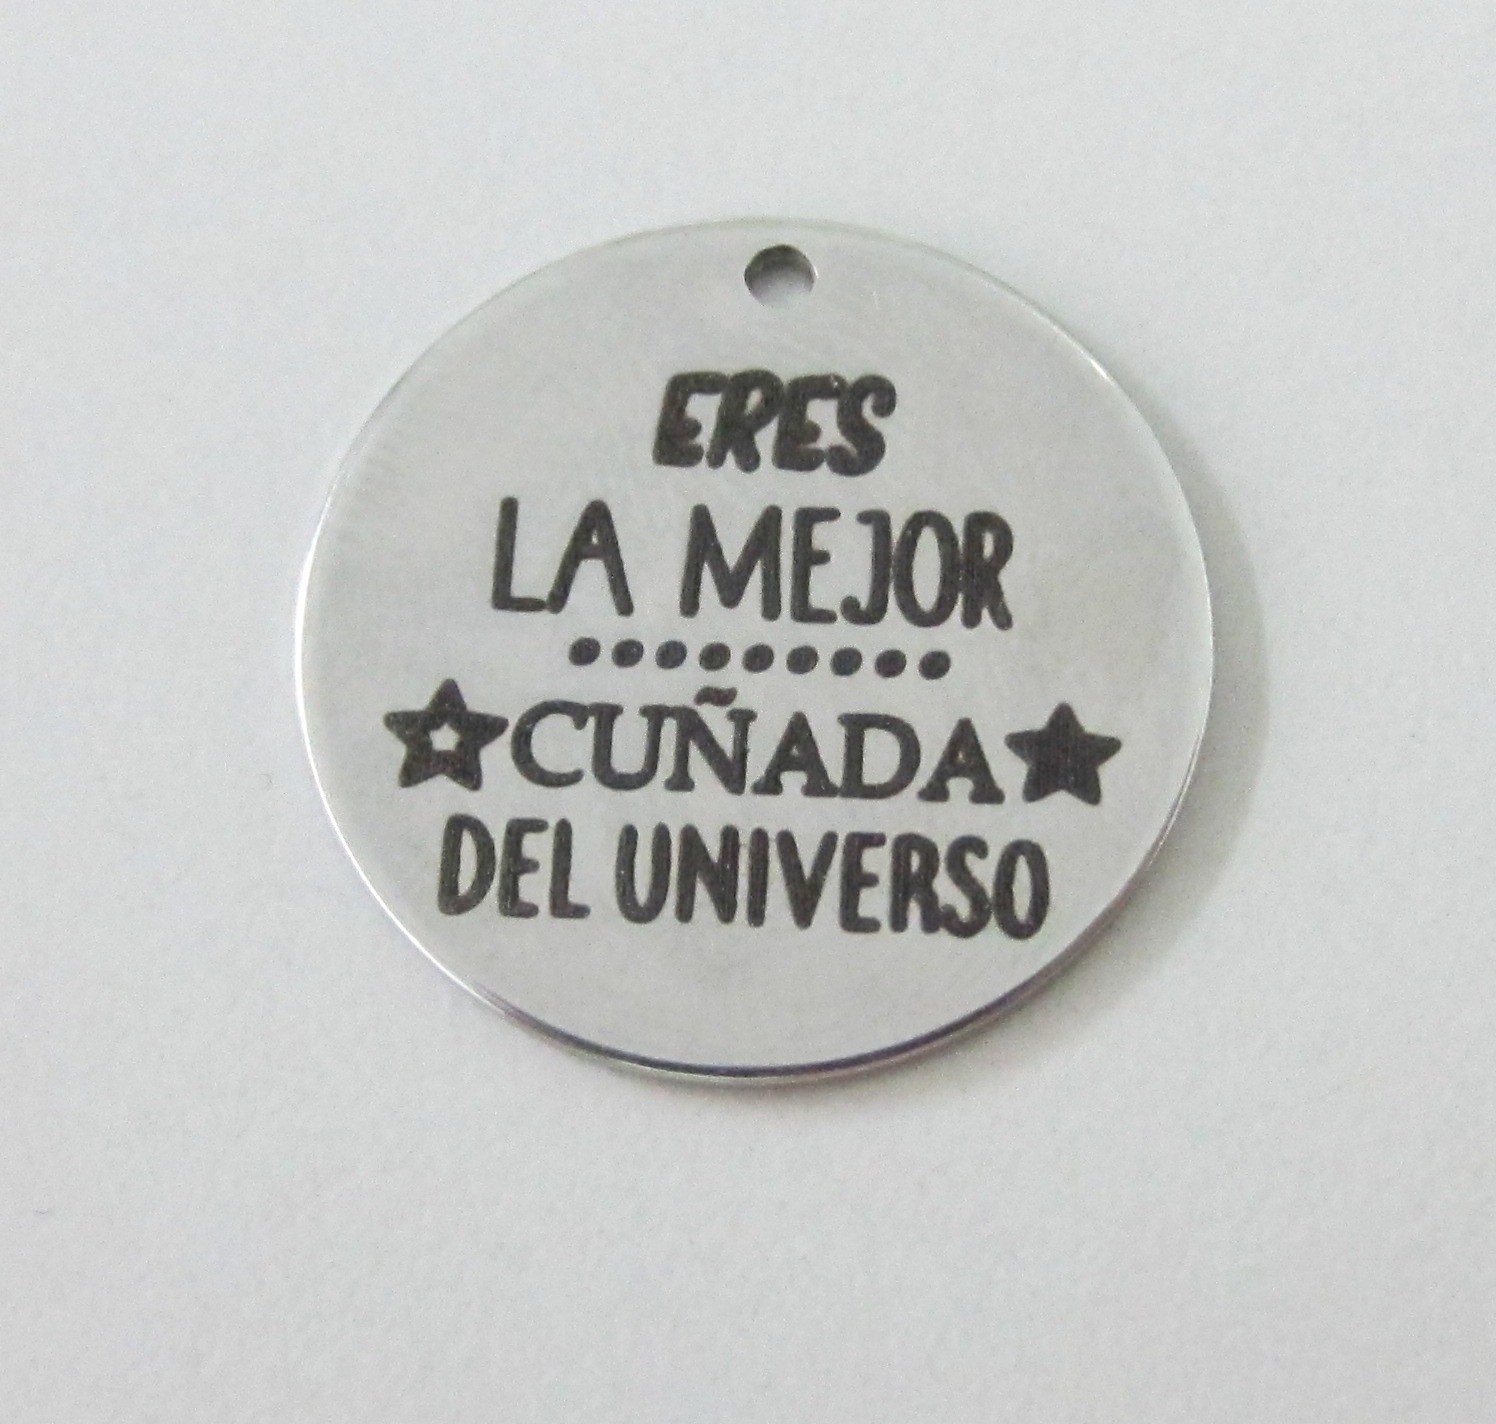 ERES
LA MEJOR
CUÑADA
DEL UNIVERSO